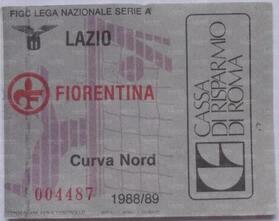 FIGC LEGA NAZIONALE SERIE A
LAZIO
FIORENTINA
Curva Nord
004487
1988/89
CASSA
DI RISPARMIO
DI ROMA